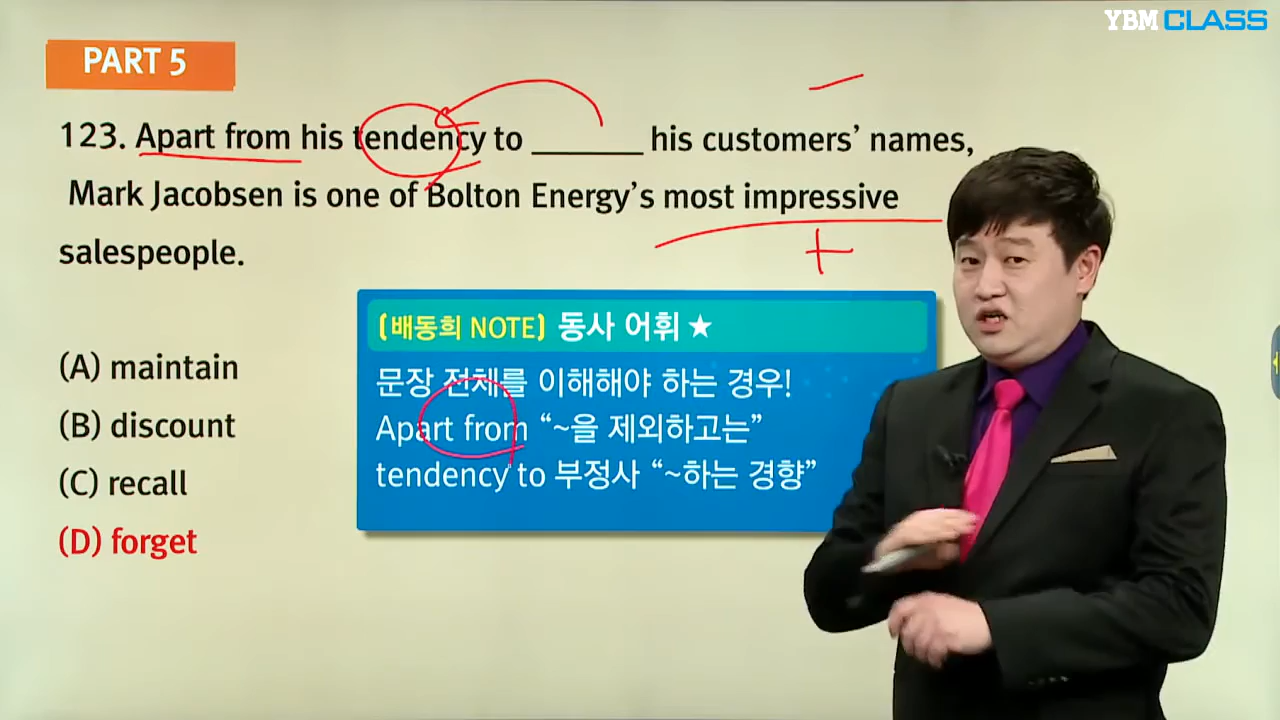 YBM CLASS
PART 5
123. Apart from his tendency to ______ his customers’ names,
Mark Jacobsen is one of Bolton Energy’s most impressive
salespeople.
(A) maintain
(B) discount
(C) recall
(D) forget
[배동희 NOTE] 동사 어휘 ★
문장 전체를 이해해야 하는 경우!
Apart from “~을 제외하고는”
tendency to 부정사 “~하는 경향”